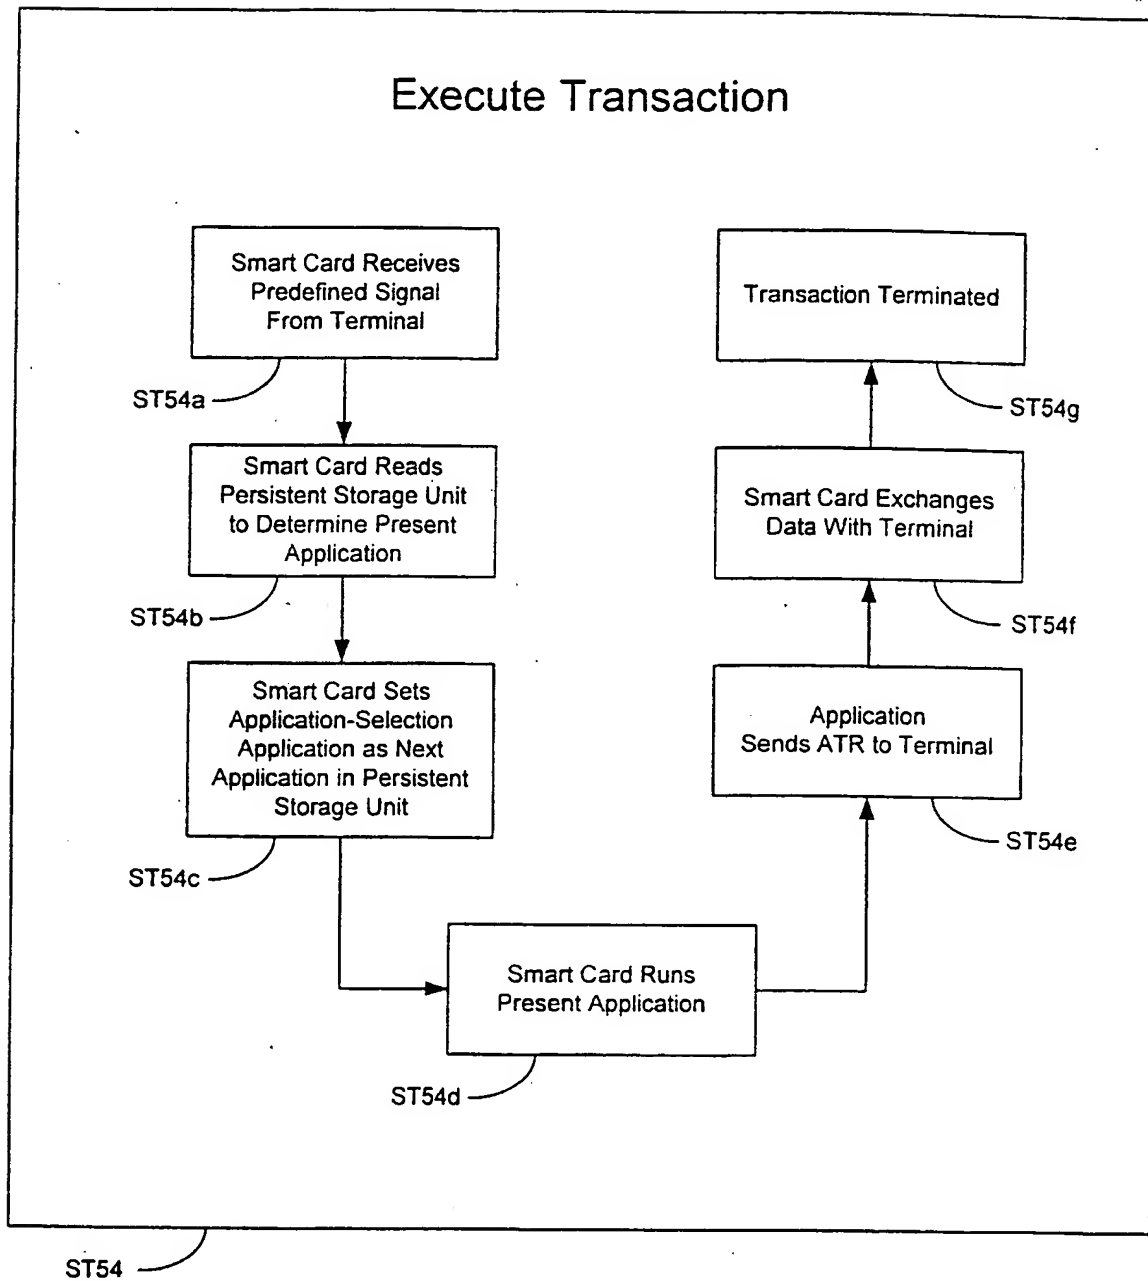 Execute Transaction
Smart Card Receives
Predefined Signal
From Terminal
ST54a
Smart Card Reads
Persistent Storage Unit
to Determine Present
Application
ST54b
Smart Card Sets
Application-Selection
Application as Next
Application in Persistent
Storage Unit
ST54c
Smart Card Runs
Present Application
ST54d
Application
Sends ATR to Terminal
ST54e
Smart Card Exchanges
Data With Terminal
ST54f
Transaction Terminated
ST54g
ST54